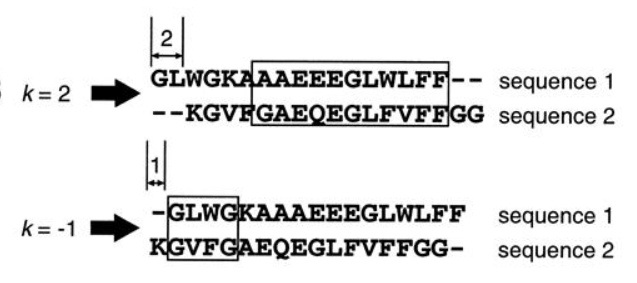 2
GLWGKAAAEEEGLWLFF-- sequence 1
k = 2
--KGVFGAEQEGLFVFFGG sequence 2
1
-GLWGKAAAEEEGLWLFF sequence 1
k = -1
KGVFGAEQEGLFVFFGG- sequence 2